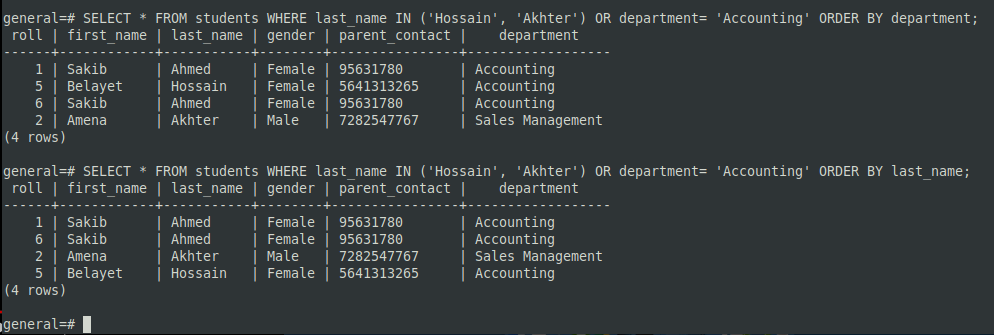 general=# SELECT * FROM students WHERE last_name IN ('Hossain', 'Akhter') OR department= 'Accounting' ORDER BY department;
 roll | first_name | last_name | gender | parent_contact |    department
------+------------+-----------+--------+----------------+------------------
    1 | Sakib      | Ahmed     | Female | 95631780       | Accounting
    5 | Belayet    | Hossain   | Female | 5641313265     | Accounting
    6 | Sakib      | Ahmed     | Female | 95631780       | Accounting
    2 | Amena      | Akhter    | Male   | 7282547767     | Sales Management
(4 rows)

general=# SELECT * FROM students WHERE last_name IN ('Hossain', 'Akhter') OR department= 'Accounting' ORDER BY last_name;
 roll | first_name | last_name | gender | parent_contact |    department
------+------------+-----------+--------+----------------+------------------
    1 | Sakib      | Ahmed     | Female | 95631780       | Accounting
    6 | Sakib      | Ahmed     | Female | 95631780       | Accounting
    2 | Amena      | Akhter    | Male   | 7282547767     | Sales Management
    5 | Belayet    | Hossain   | Female | 5641313265     | Accounting
(4 rows)

general=#